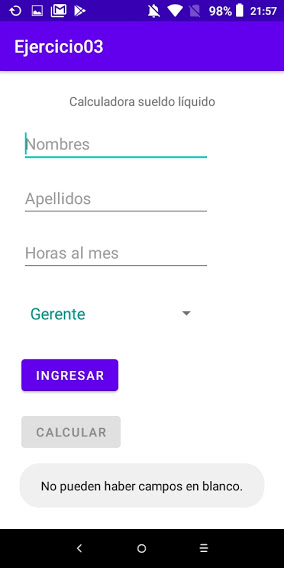 98% 21:57
Ejercicio03
Calculadora sueldo líquido
Nombres
Apellidos
Horas al mes
Gerente
INGRESAR
CALCULAR
No pueden haber campos en blanco.